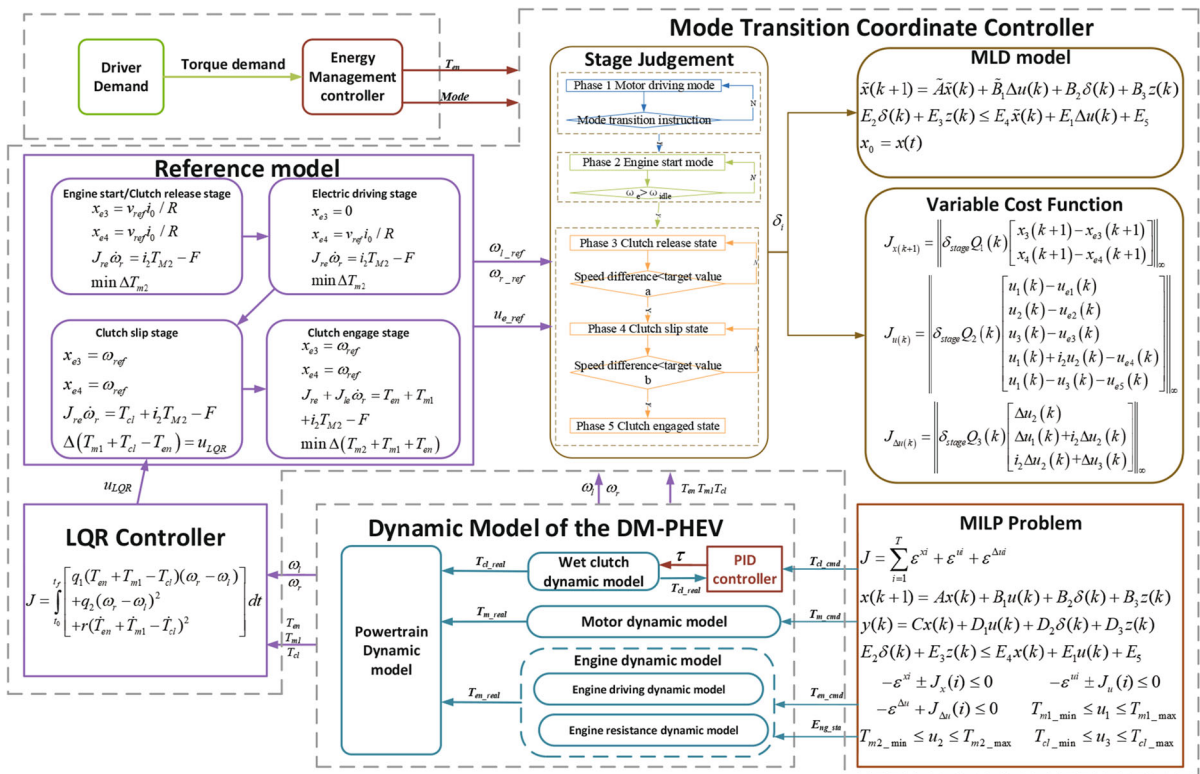 Driver
Demand
Torque demand
Energy
Management
controller
T_en
Mode
Mode Transition Coordinate Controller
Stage Judgement
Phase 1 Motor driving mode
N
Mode transition instruction
Y
Phase 2 Engine start mode
N
ω_e > ω_idle
Y
Phase 3 Clutch release state
Speed difference<target value
a
Y
N
Phase 4 Clutch slip state
Speed difference<target value
b
Y
Phase 5 Clutch engaged state
δ_i
MLD model
x̃(k+1) = Ãx̃(k) + B̃_1Δu(k) + B_2δ(k) + B_3z(k)
E_2δ(k) + E_3z(k) ≤ E_4x̃(k) + E_1Δu(k) + E_5
x_0 = x(t)
Variable Cost Function
J_x(k+1) = ‖δ_stage Q_1(k) [x_3(k+1) − x_e3(k+1)
x_4(k+1) − x_e4(k+1)]‖_∞
J_u(k) = ‖δ_stage Q_2(k) [u_1(k) − u_e1(k)
u_2(k) − u_e2(k)
u_3(k) − u_e3(k)
u_1(k) + i_2u_2(k) − u_e4(k)
u_1(k) − u_3(k) − u_e5(k)]‖_∞
J_Δu(k) = ‖δ_stage Q_3(k) [Δu_2(k)
Δu_1(k) + i_2Δu_2(k)
i_2Δu_2(k) + Δu_3(k)]‖_∞
Reference model
Engine start/Clutch release stage
x_e3 = v_ref i_0 / R
x_e4 = v_ref i_0 / R
J_re ω̇_r = i_2T_M2 − F
min ΔT_m2
Electric driving stage
x_e3 = 0
x_e4 = v_ref i_0 / R
J_re ω̇_r = i_2T_M2 − F
min ΔT_m2
Clutch slip stage
x_e3 = ω_ref
x_e4 = ω_ref
J_re ω̇_r = T_cl + i_2T_M2 − F
Δ(T_m1 + T_cl − T_en) = u_LQR
Clutch engage stage
x_e3 = ω_ref
x_e4 = ω_ref
J_re + J_le ω̇_r = T_en + T_m1
+ i_2T_M2 − F
min Δ(T_m2 + T_m1 + T_en)
ω_l_ref
ω_r_ref
u_e_ref
u_LQR
LQR Controller
J = ∫_{t_0}^{t_f} [q_1(T_en + T_m1 − T_cl)(ω_r − ω_l)
+ q_2(ω_r − ω_l)^2
+ r(Ṫ_en + Ṫ_m1 − Ṫ_cl)^2] dt
ω_l
ω_r
T_en
T_m1
T_cl
ω_l ω_r
T_en T_m1 T_cl
Dynamic Model of the DM-PHEV
Powertrain
Dynamic
model
T_cl_real
Wet clutch
dynamic model
τ
T_cl_real
PID
controller
T_cl_cmd
T_m_real
Motor dynamic model
T_m_cmd
Engine dynamic model
T_en_real
Engine driving dynamic model
T_en_cmd
Engine resistance dynamic model
Eng_sta
MILP Problem
J = ∑_{i=1}^{T} ε^{xi} + ε^{ui} + ε^{Δui}
x(k+1) = Ax(k) + B_1u(k) + B_2δ(k) + B_3z(k)
y(k) = Cx(k) + D_1u(k) + D_2δ(k) + D_3z(k)
E_2δ(k) + E_3z(k) ≤ E_4x(k) + E_1u(k) + E_5
−ε^{xi} ± J_x(i) ≤ 0 −ε^{ui} ± J_u(i) ≤ 0
−ε^{Δu} + J_Δu(i) ≤ 0 T_m1_min ≤ u_1 ≤ T_m1_max
T_m2_min ≤ u_2 ≤ T_m2_max T_cl_min ≤ u_3 ≤ T_cl_max